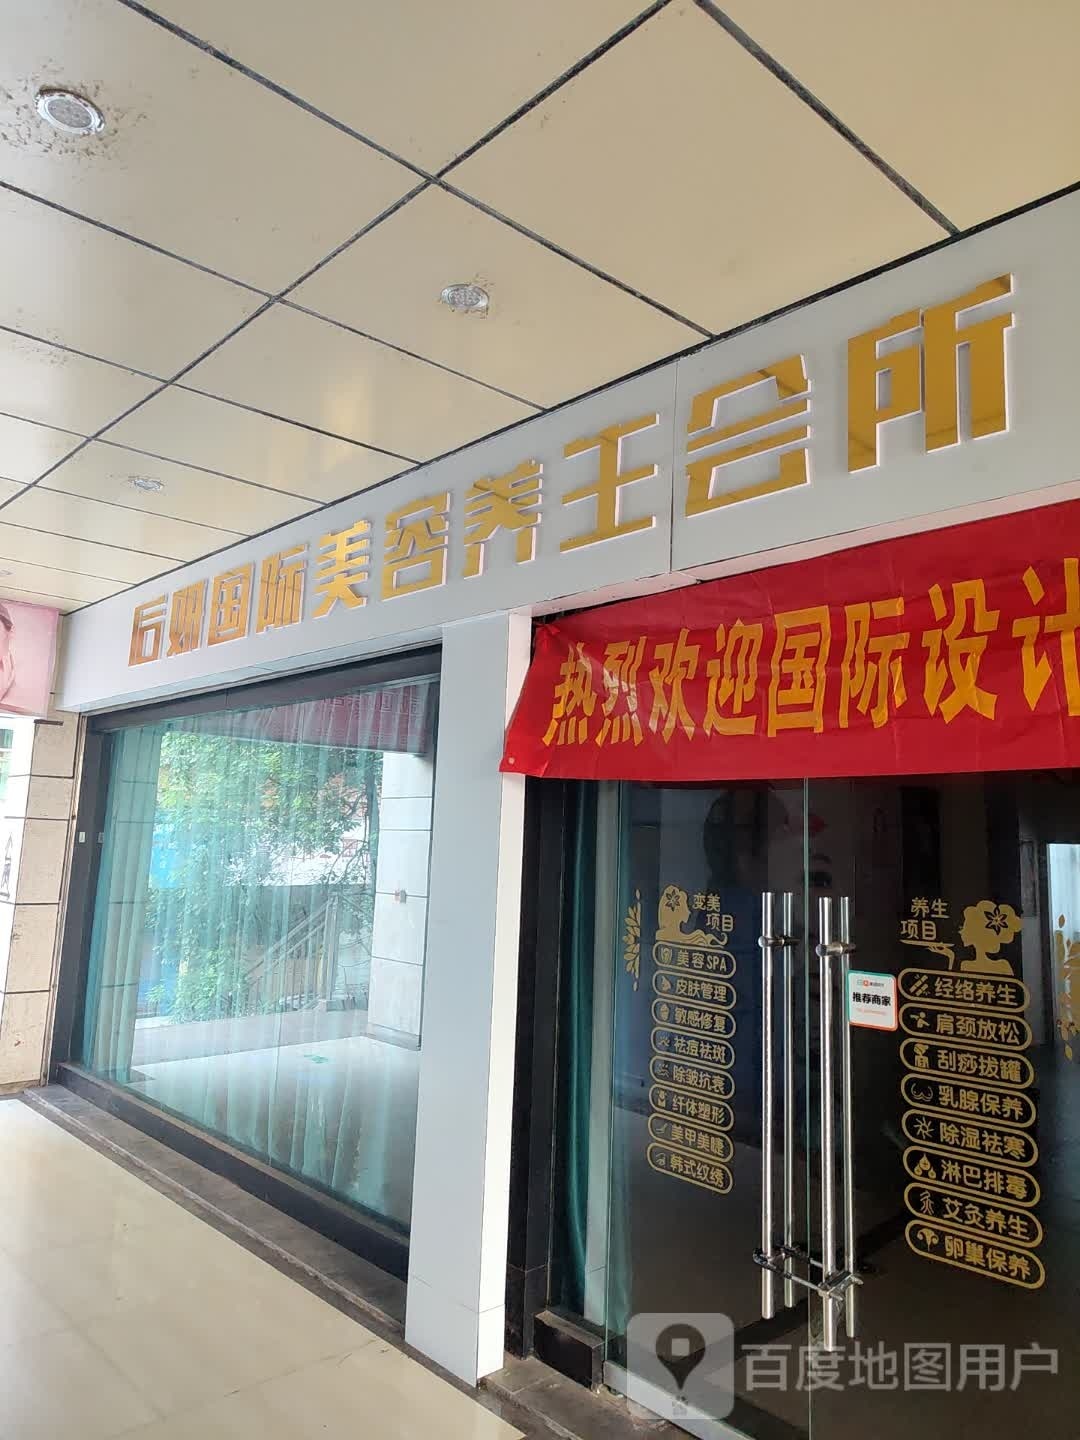 后妍国际美容养生会所
热烈欢迎国际设计
变美
项目
美容SPA
皮肤管理
敏感修复
祛痘祛斑
除皱抗衰
纤体塑形
美甲美睫
韩式纹绣
推荐商家
养生
项目
经络养生
肩颈放松
刮痧拔罐
乳腺保养
除湿祛寒
淋巴排毒
艾灸养生
卵巢保养
百度地图用户